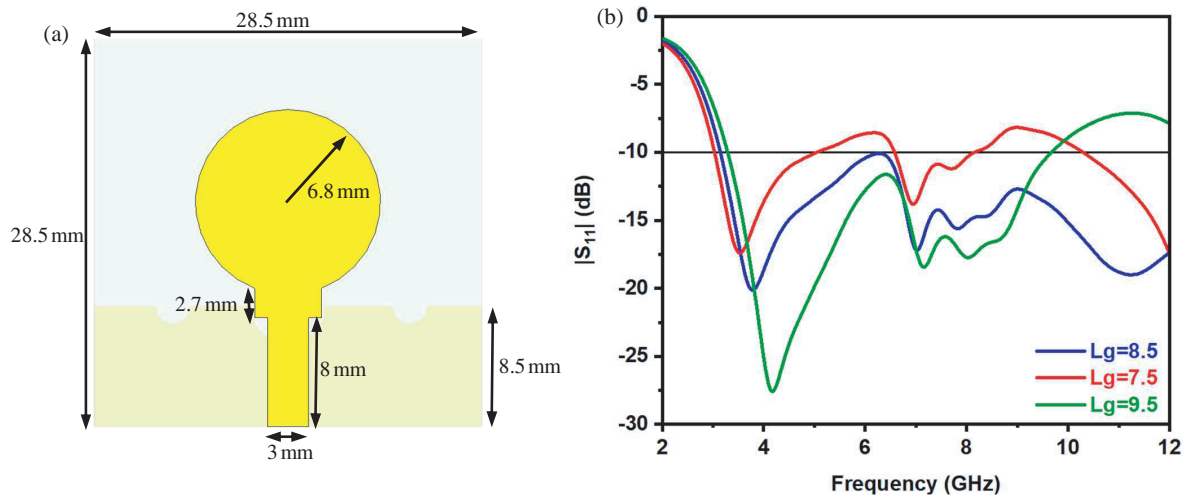 (a)
28.5 mm
28.5 mm
6.8 mm
2.7 mm
8 mm
8.5 mm
3 mm
(b)
0
-5
-10
-15
-20
-25
-30
|S11| (dB)
Lg=8.5
Lg=7.5
Lg=9.5
2 4 6 8 10 12
Frequency (GHz)